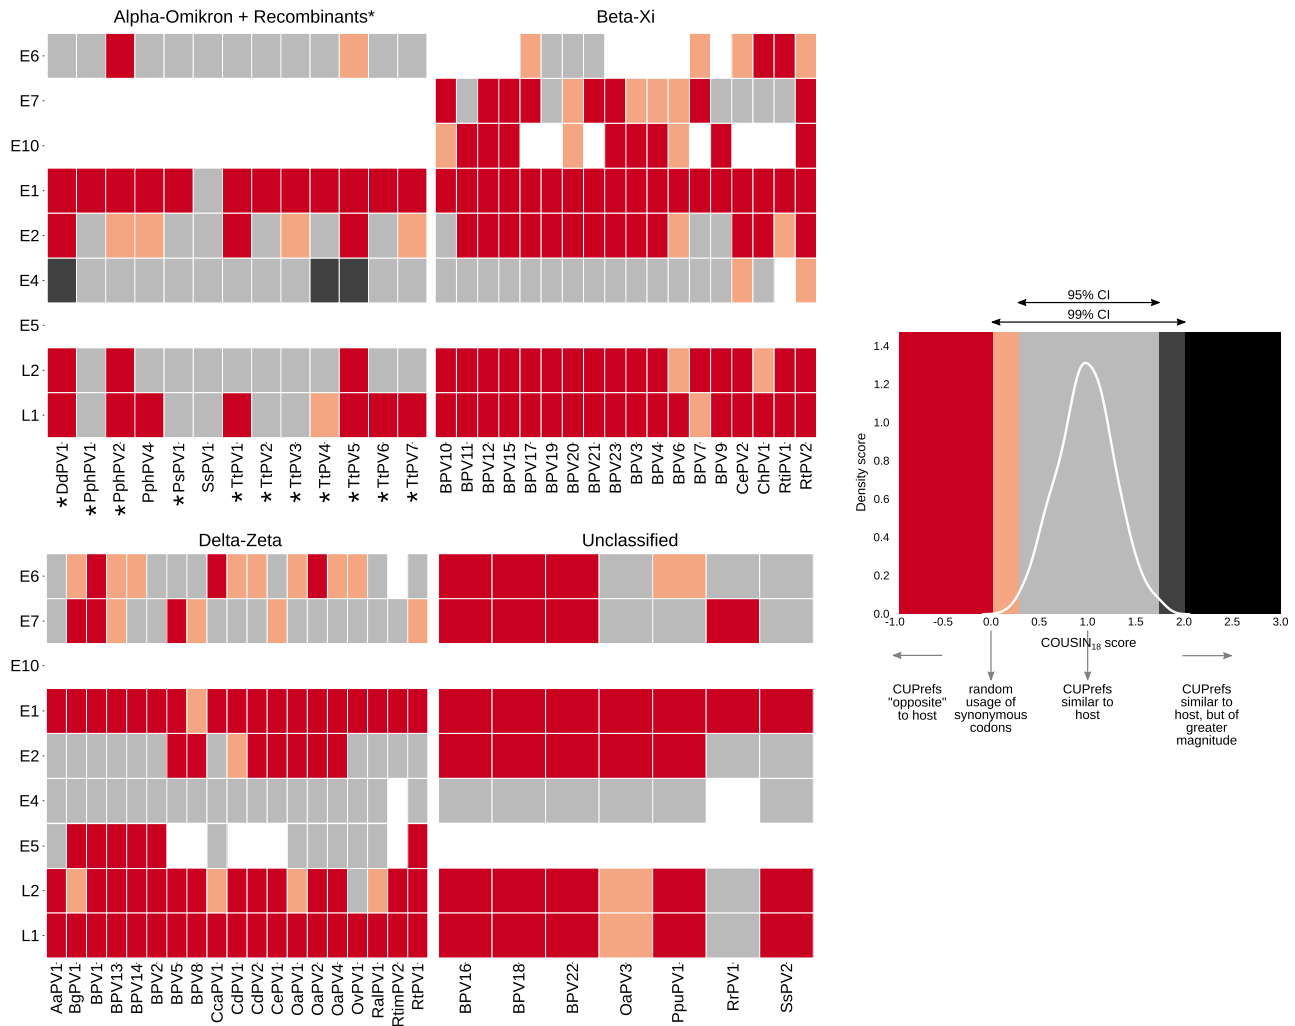 Alpha-Omikron + Recombinants*
Beta-Xi
E6
E7
E10
E1
E2
E4
E5
L2
L1
*DdPV1
*PphPV1
*PphPV2
PphPV4
*PsPV1
SsPV1
*TtPV1
*TtPV2
*TtPV3
*TtPV4
*TtPV5
*TtPV6
*TtPV7
BPV10
BPV11
BPV12
BPV15
BPV17
BPV19
BPV20
BPV21
BPV23
BPV3
BPV4
BPV6
BPV7
BPV9
CePV2
ChPV1
RtiPV1
RtPV2
Delta-Zeta
Unclassified
E6
E7
E10
E1
E2
E4
E5
L2
L1
AaPV1
BgPV1
BPV1
BPV13
BPV14
BPV2
BPV5
BPV8
CcaPV1
CdPV1
CdPV2
CePV1
OaPV1
OaPV2
OaPV4
OvPV1
RalPV1
RtimPV2
RtPV1
BPV16
BPV18
BPV22
OaPV3
PpuPV1
RrPV1
SsPV2
95% CI
99% CI
Density score
1.4
1.2
1.0
0.8
0.6
0.4
0.2
0.0
-1.0 -0.5 0.0 0.5 1.0 1.5 2.0 2.5 3.0
COUSIN18 score
CUPrefs
"opposite"
to host
random
usage of
synonymous
codons
CUPrefs
similar to
host
CUPrefs
similar to
host, but of
greater
magnitude